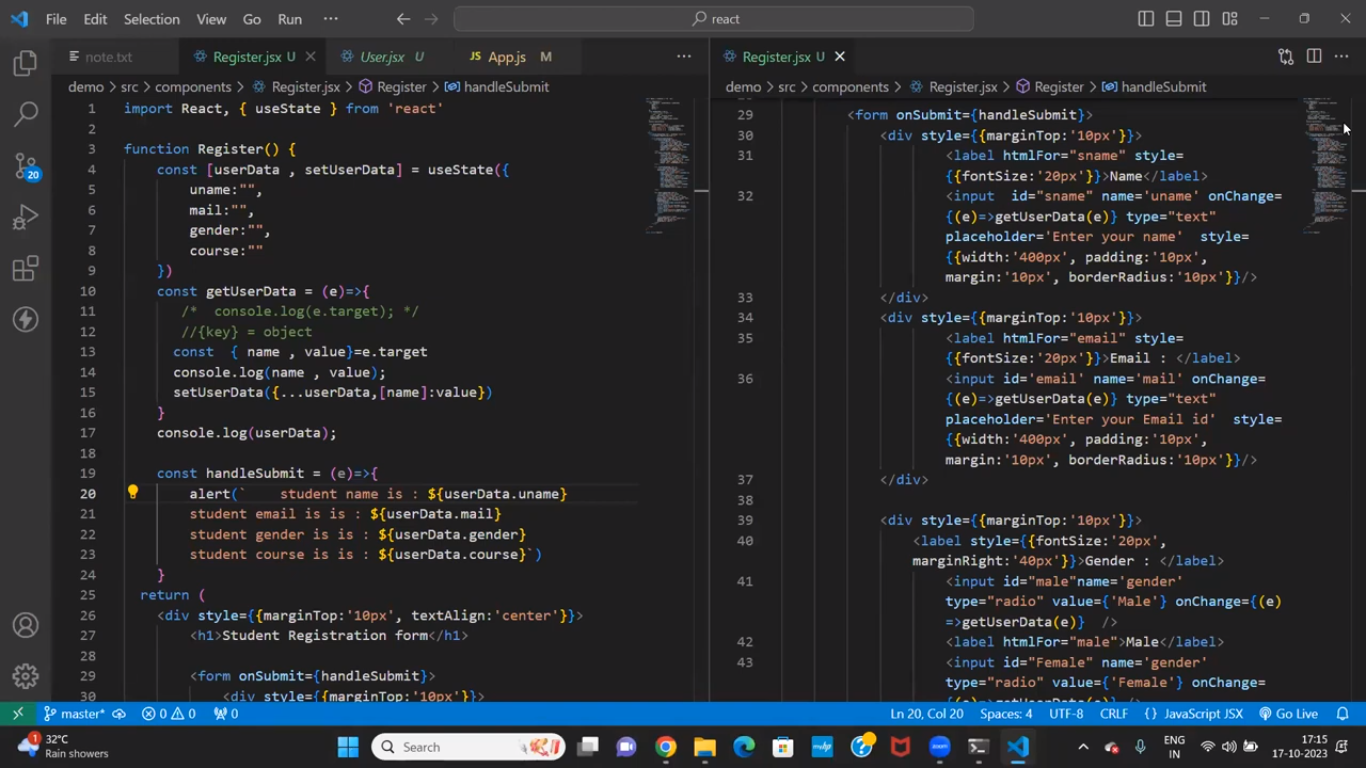 File Edit Selection View Go Run ··· react
note.txt Register.jsx U User.jsx U JS App.js M ···
demo > src > components > Register.jsx > Register > handleSubmit
1 import React, { useState } from 'react'
2
3 function Register() {
4 const [userData , setUserData] = useState({
5 uname:"",
6 mail:"",
7 gender:"",
8 course:""
9 })
10 const getUserData = (e)=>{
11 /* console.log(e.target); */
12 //{key} = object
13 const { name , value}=e.target
14 console.log(name , value);
15 setUserData({...userData,[name]:value})
16 }
17 console.log(userData);
18
19 const handleSubmit = (e)=>{
20 alert(` student name is : ${userData.uname}
21 student email is is : ${userData.mail}
22 student gender is is : ${userData.gender}
23 student course is is : ${userData.course}`)
24 }
25 return (
26 <div style={{marginTop:'10px', textAlign:'center'}}>
27 <h1>Student Registration form</h1>
28
29 <form onSubmit={handleSubmit}>
30 <div style={{marginTop:'10px'}}>
Register.jsx U ···
demo > src > components > Register.jsx > Register > handleSubmit
29 <form onSubmit={handleSubmit}>
30 <div style={{marginTop:'10px'}}>
31 <label htmlFor="sname" style=
{{fontSize:'20px'}}>Name</label>
32 <input id="sname" name='uname' onChange=
{(e)=>getUserData(e)} type="text"
placeholder='Enter your name' style=
{{width:'400px', padding:'10px',
margin:'10px', borderRadius:'10px'}}/>
33 </div>
34 <div style={{marginTop:'10px'}}>
35 <label htmlFor="email" style=
{{fontSize:'20px'}}>Email : </label>
36 <input id='email' name='mail' onChange=
{(e)=>getUserData(e)} type="text"
placeholder='Enter your Email id' style=
{{width:'400px', padding:'10px',
margin:'10px', borderRadius:'10px'}}/>
37 </div>
38
39 <div style={{marginTop:'10px'}}>
40 <label style={{fontSize:'20px',
marginRight:'40px'}}>Gender : </label>
41 <input id="male"name='gender'
type="radio" value={'Male'} onChange={(e)
=>getUserData(e)} />
42 <label htmlFor="male">Male</label>
43 <input id="Female" name='gender'
type="radio" value={'Female'} onChange=
{(e)=>getUserData(e)}
20
master* 0 0 0 Ln 20, Col 20 Spaces: 4 UTF-8 CRLF {} JavaScript JSX Go Live
1 32°C
Rain showers
Search
ENG
IN
17:15
17-10-2023